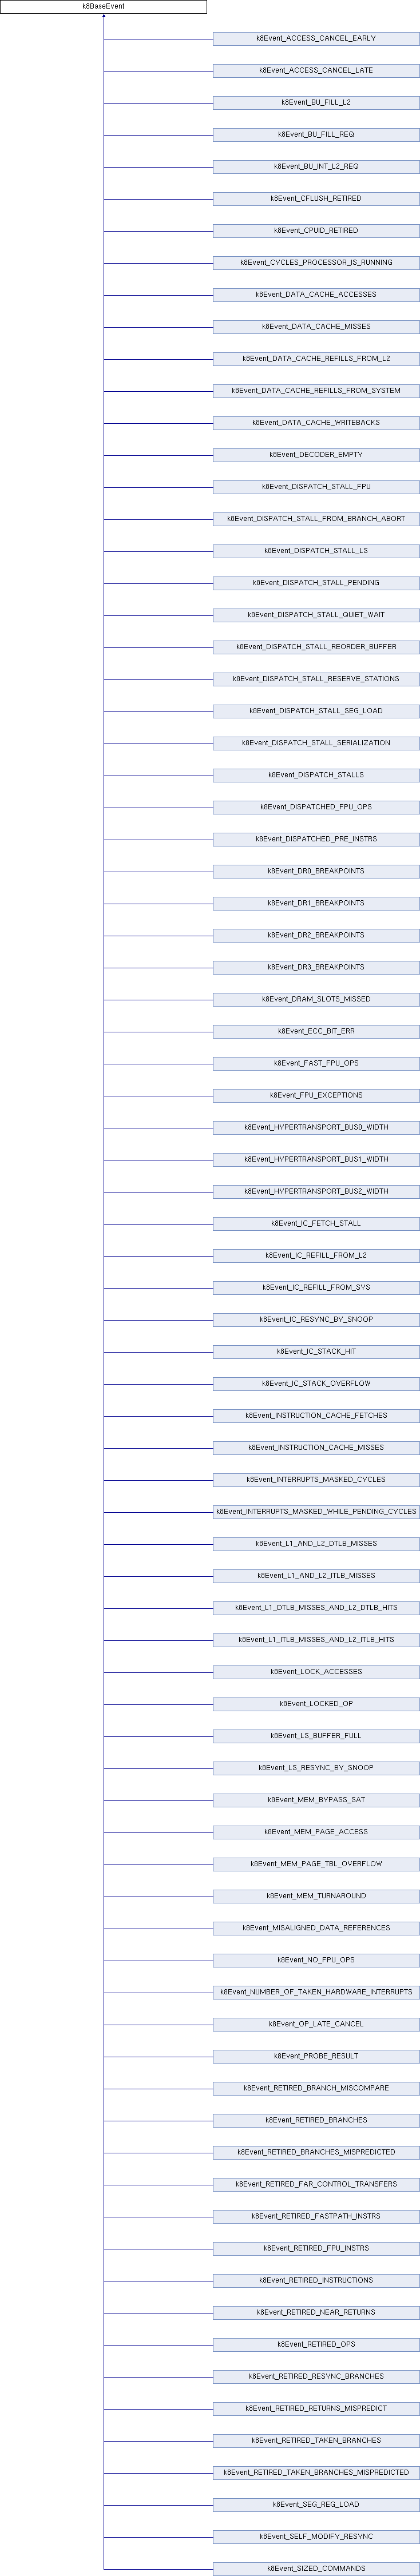 k8BaseEvent
k8Event_ACCESS_CANCEL_EARLY
k8Event_ACCESS_CANCEL_LATE
k8Event_BU_FILL_L2
k8Event_BU_FILL_REQ
k8Event_BU_INT_L2_REQ
k8Event_CFLUSH_RETIRED
k8Event_CPUID_RETIRED
k8Event_CYCLES_PROCESSOR_IS_RUNNING
k8Event_DATA_CACHE_ACCESSES
k8Event_DATA_CACHE_MISSES
k8Event_DATA_CACHE_REFILLS_FROM_L2
k8Event_DATA_CACHE_REFILLS_FROM_SYSTEM
k8Event_DATA_CACHE_WRITEBACKS
k8Event_DECODER_EMPTY
k8Event_DISPATCH_STALL_FPU
k8Event_DISPATCH_STALL_FROM_BRANCH_ABORT
k8Event_DISPATCH_STALL_LS
k8Event_DISPATCH_STALL_PENDING
k8Event_DISPATCH_STALL_QUIET_WAIT
k8Event_DISPATCH_STALL_REORDER_BUFFER
k8Event_DISPATCH_STALL_RESERVE_STATIONS
k8Event_DISPATCH_STALL_SEG_LOAD
k8Event_DISPATCH_STALL_SERIALIZATION
k8Event_DISPATCH_STALLS
k8Event_DISPATCHED_FPU_OPS
k8Event_DISPATCHED_PRE_INSTRS
k8Event_DR0_BREAKPOINTS
k8Event_DR1_BREAKPOINTS
k8Event_DR2_BREAKPOINTS
k8Event_DR3_BREAKPOINTS
k8Event_DRAM_SLOTS_MISSED
k8Event_ECC_BIT_ERR
k8Event_FAST_FPU_OPS
k8Event_FPU_EXCEPTIONS
k8Event_HYPERTRANSPORT_BUS0_WIDTH
k8Event_HYPERTRANSPORT_BUS1_WIDTH
k8Event_HYPERTRANSPORT_BUS2_WIDTH
k8Event_IC_FETCH_STALL
k8Event_IC_REFILL_FROM_L2
k8Event_IC_REFILL_FROM_SYS
k8Event_IC_RESYNC_BY_SNOOP
k8Event_IC_STACK_HIT
k8Event_IC_STACK_OVERFLOW
k8Event_INSTRUCTION_CACHE_FETCHES
k8Event_INSTRUCTION_CACHE_MISSES
k8Event_INTERRUPTS_MASKED_CYCLES
k8Event_INTERRUPTS_MASKED_WHILE_PENDING_CYCLES
k8Event_L1_AND_L2_DTLB_MISSES
k8Event_L1_AND_L2_ITLB_MISSES
k8Event_L1_DTLB_MISSES_AND_L2_DTLB_HITS
k8Event_L1_ITLB_MISSES_AND_L2_ITLB_HITS
k8Event_LOCK_ACCESSES
k8Event_LOCKED_OP
k8Event_LS_BUFFER_FULL
k8Event_LS_RESYNC_BY_SNOOP
k8Event_MEM_BYPASS_SAT
k8Event_MEM_PAGE_ACCESS
k8Event_MEM_PAGE_TBL_OVERFLOW
k8Event_MEM_TURNAROUND
k8Event_MISALIGNED_DATA_REFERENCES
k8Event_NO_FPU_OPS
k8Event_NUMBER_OF_TAKEN_HARDWARE_INTERRUPTS
k8Event_OP_LATE_CANCEL
k8Event_PROBE_RESULT
k8Event_RETIRED_BRANCH_MISCOMPARE
k8Event_RETIRED_BRANCHES
k8Event_RETIRED_BRANCHES_MISPREDICTED
k8Event_RETIRED_FAR_CONTROL_TRANSFERS
k8Event_RETIRED_FASTPATH_INSTRS
k8Event_RETIRED_FPU_INSTRS
k8Event_RETIRED_INSTRUCTIONS
k8Event_RETIRED_NEAR_RETURNS
k8Event_RETIRED_OPS
k8Event_RETIRED_RESYNC_BRANCHES
k8Event_RETIRED_RETURNS_MISPREDICT
k8Event_RETIRED_TAKEN_BRANCHES
k8Event_RETIRED_TAKEN_BRANCHES_MISPREDICTED
k8Event_SEG_REG_LOAD
k8Event_SELF_MODIFY_RESYNC
k8Event_SIZED_COMMANDS